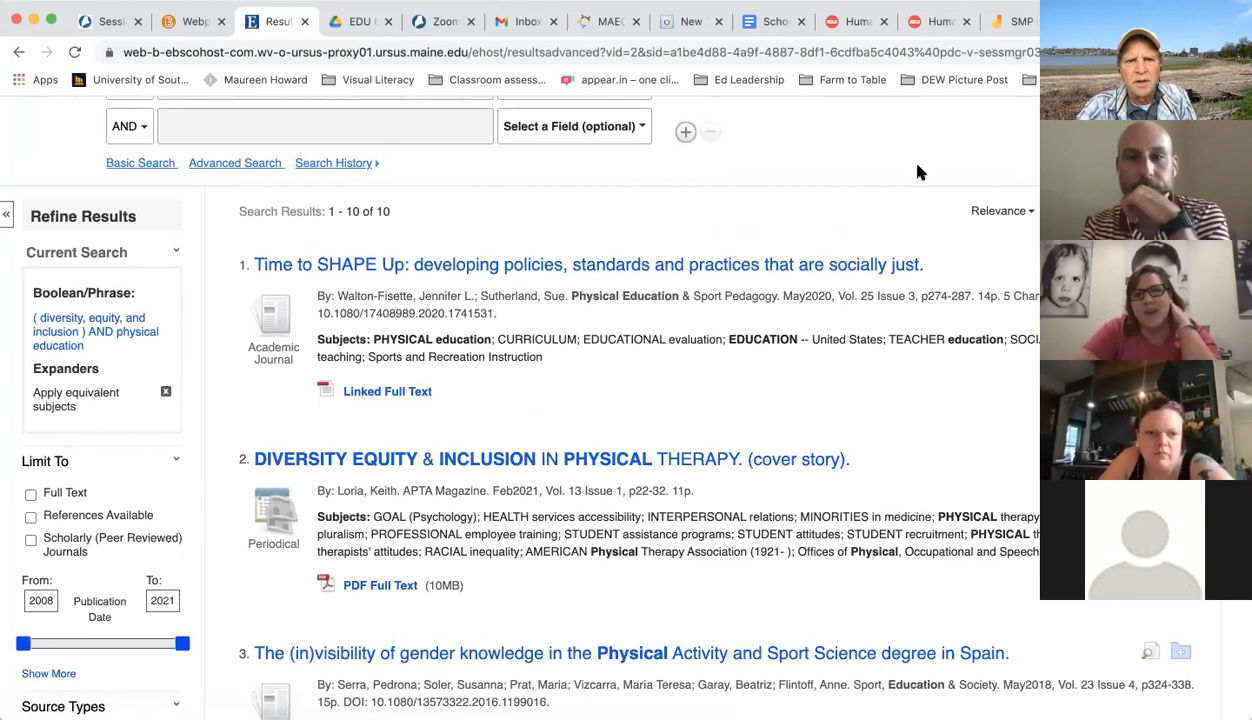 Sessi
Webp
Resul
EDU
Zoom
Inbox
MAEC
New
Scho
Huma
Huma
SMP
web-b-ebscohost-com.wv-o-ursus-proxy01.ursus.maine.edu/ehost/resultsadvanced?vid=2&sid=a1be4d88-4a9f-4887-8df1-6cdfba5c4043%40pdc-v-sessmgr03
Apps
University of Sout...
Maureen Howard
Visual Literacy
Classroom assess...
appear.in – one cli...
Ed Leadership
Farm to Table
DEW Picture Post
AND
Select a Field (optional)
Basic Search
Advanced Search
Search History
Refine Results
Current Search
Boolean/Phrase:
( diversity, equity, and
inclusion ) AND physical
education
Expanders
Apply equivalent
subjects
Limit To
Full Text
References Available
Scholarly (Peer Reviewed)
Journals
From:
To:
2008
Publication
Date
2021
Show More
Source Types
Search Results: 1 - 10 of 10
Relevance
1. Time to SHAPE Up: developing policies, standards and practices that are socially just.
Academic
Journal
By: Walton-Fisette, Jennifer L.; Sutherland, Sue. Physical Education & Sport Pedagogy. May2020, Vol. 25 Issue 3, p274-287. 14p. 5 Char
10.1080/17408989.2020.1741531.
Subjects: PHYSICAL education; CURRICULUM; EDUCATIONAL evaluation; EDUCATION -- United States; TEACHER education; SOCI
teaching; Sports and Recreation Instruction
Linked Full Text
2. DIVERSITY EQUITY & INCLUSION IN PHYSICAL THERAPY. (cover story).
Periodical
By: Loria, Keith. APTA Magazine. Feb2021, Vol. 13 Issue 1, p22-32. 11p.
Subjects: GOAL (Psychology); HEALTH services accessibility; INTERPERSONAL relations; MINORITIES in medicine; PHYSICAL therapy
pluralism; PROFESSIONAL employee training; STUDENT assistance programs; STUDENT attitudes; STUDENT recruitment; PHYSICAL th
therapists' attitudes; RACIAL inequality; AMERICAN Physical Therapy Association (1921- ); Offices of Physical, Occupational and Speech
PDF Full Text (10MB)
3. The (in)visibility of gender knowledge in the Physical Activity and Sport Science degree in Spain.
By: Serra, Pedrona; Soler, Susanna; Prat, Maria; Vizcarra, María Teresa; Garay, Beatriz; Flintoff, Anne. Sport, Education & Society. May2018, Vol. 23 Issue 4, p324-338.
15p. DOI: 10.1080/13573322.2016.1199016.